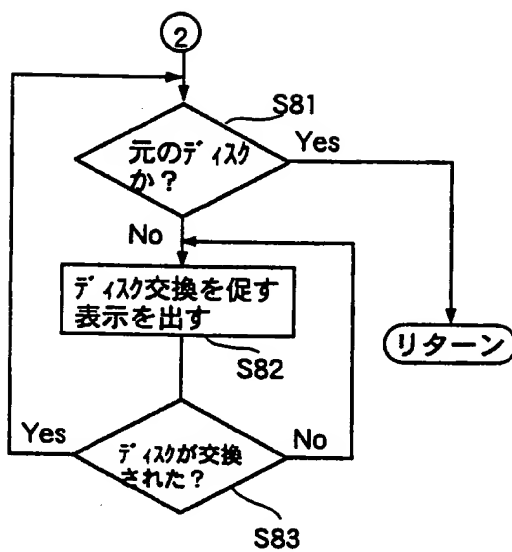 2
S81
元のディスク
か？
Yes
No
ディスク交換を促す
表示を出す
リターン
S82
Yes
ディスクが交換
された？
No
S83